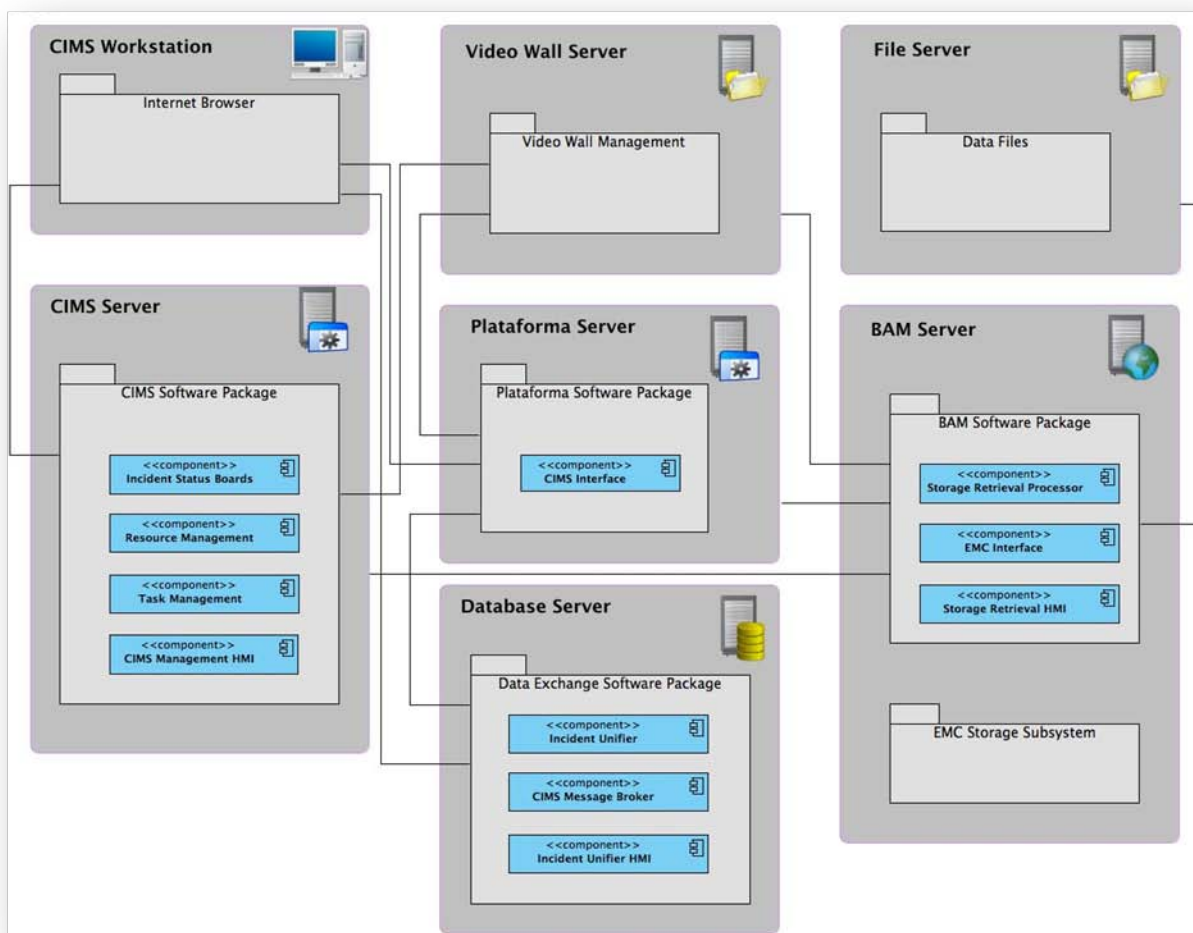 CIMS Workstation
Internet Browser
Video Wall Server
Video Wall Management
File Server
Data Files
CIMS Server
CIMS Software Package
<<component>>
Incident Status Boards
<<component>>
Resource Management
<<component>>
Task Management
<<component>>
CIMS Management HMI
Plataforma Server
Plataforma Software Package
<<component>>
CIMS Interface
BAM Server
BAM Software Package
<<component>>
Storage Retrieval Processor
<<component>>
EMC Interface
<<component>>
Storage Retrieval HMI
EMC Storage Subsystem
Database Server
Data Exchange Software Package
<<component>>
Incident Unifier
<<component>>
CIMS Message Broker
<<component>>
Incident Unifier HMI